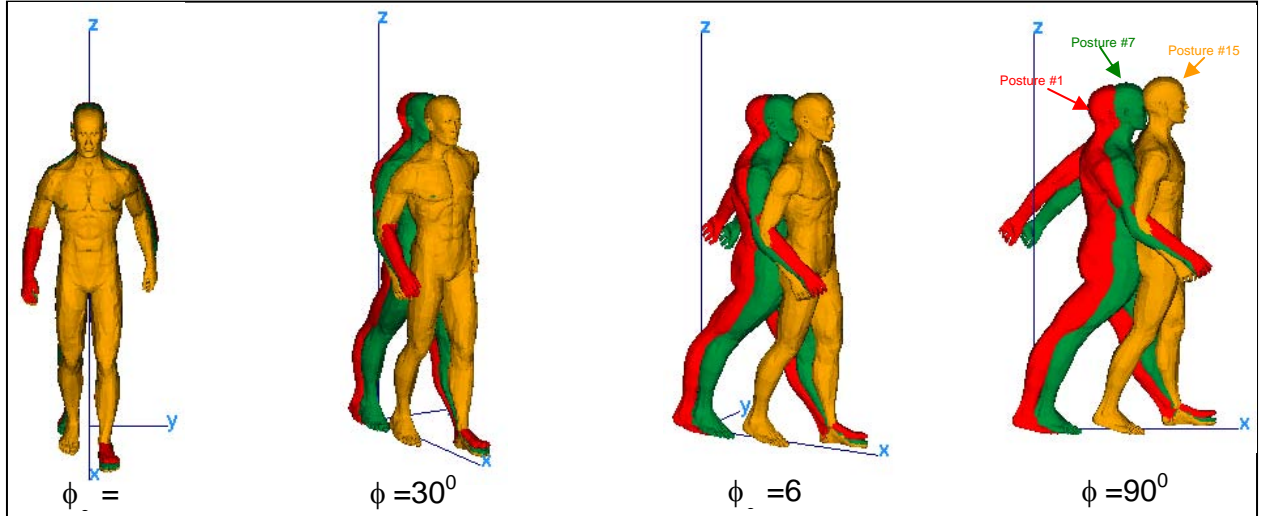 z
z
z
z
Posture #7
Posture #15
Posture #1
y
x
y
x
x
x
ϕ =
ϕ =30⁰
ϕ =6
ϕ =90⁰